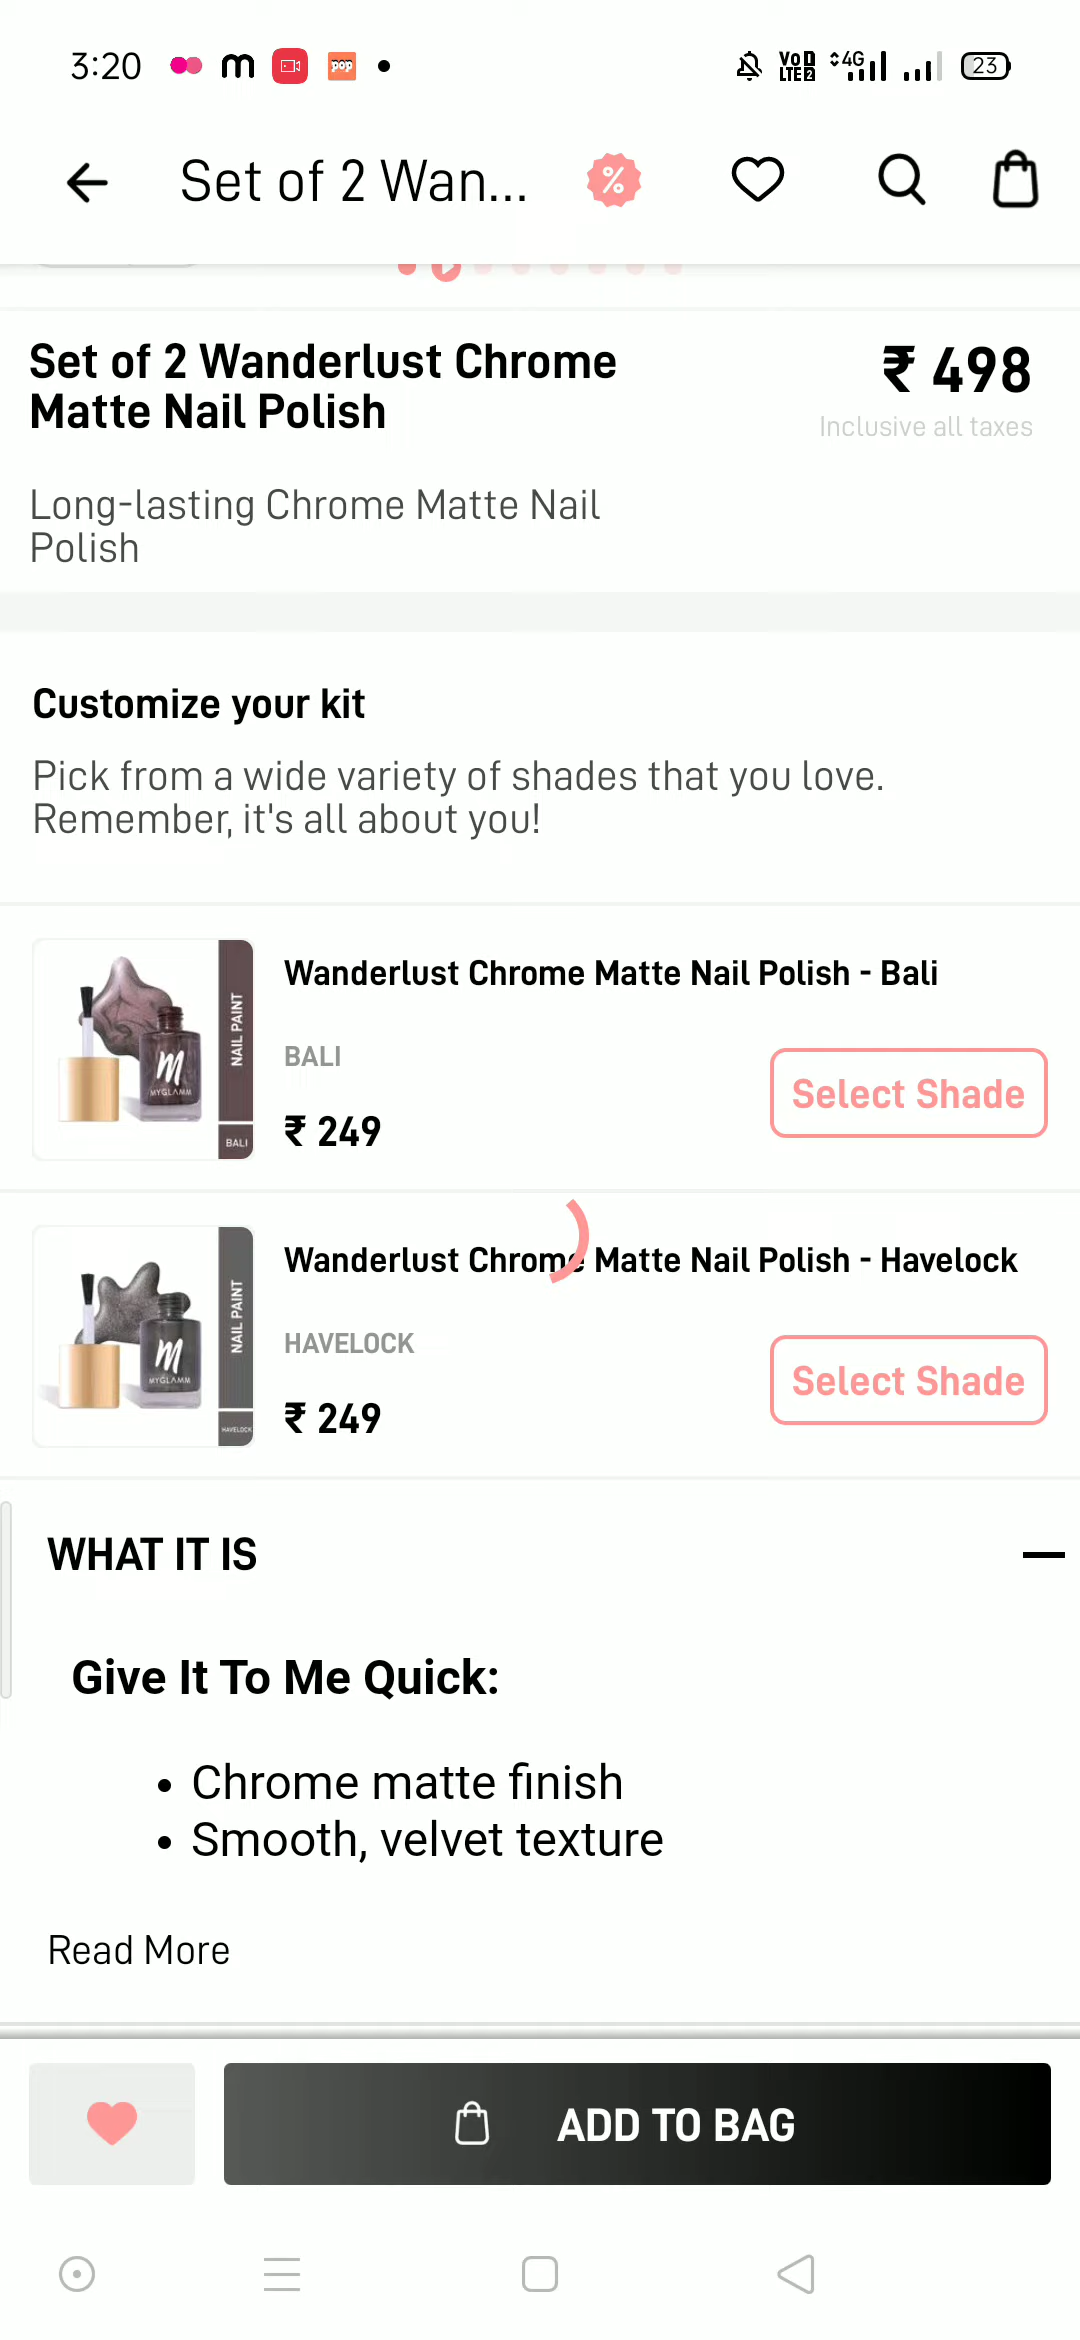 3:20
m
pop
VoD
LTE2
4G
23
Set of 2 Wan...
%
Set of 2 Wanderlust Chrome
Matte Nail Polish
₹ 498
Inclusive all taxes
Long-lasting Chrome Matte Nail
Polish
Customize your kit
Pick from a wide variety of shades that you love.
Remember, it's all about you!
NAIL PAINT
M
MYGLAMM
BALI
Wanderlust Chrome Matte Nail Polish - Bali
BALI
₹ 249
Select Shade
NAIL PAINT
M
MYGLAMM
HAVELOCK
Wanderlust Chrome Matte Nail Polish - Havelock
HAVELOCK
₹ 249
Select Shade
WHAT IT IS
Give It To Me Quick:
• Chrome matte finish
• Smooth, velvet texture
Read More
ADD TO BAG